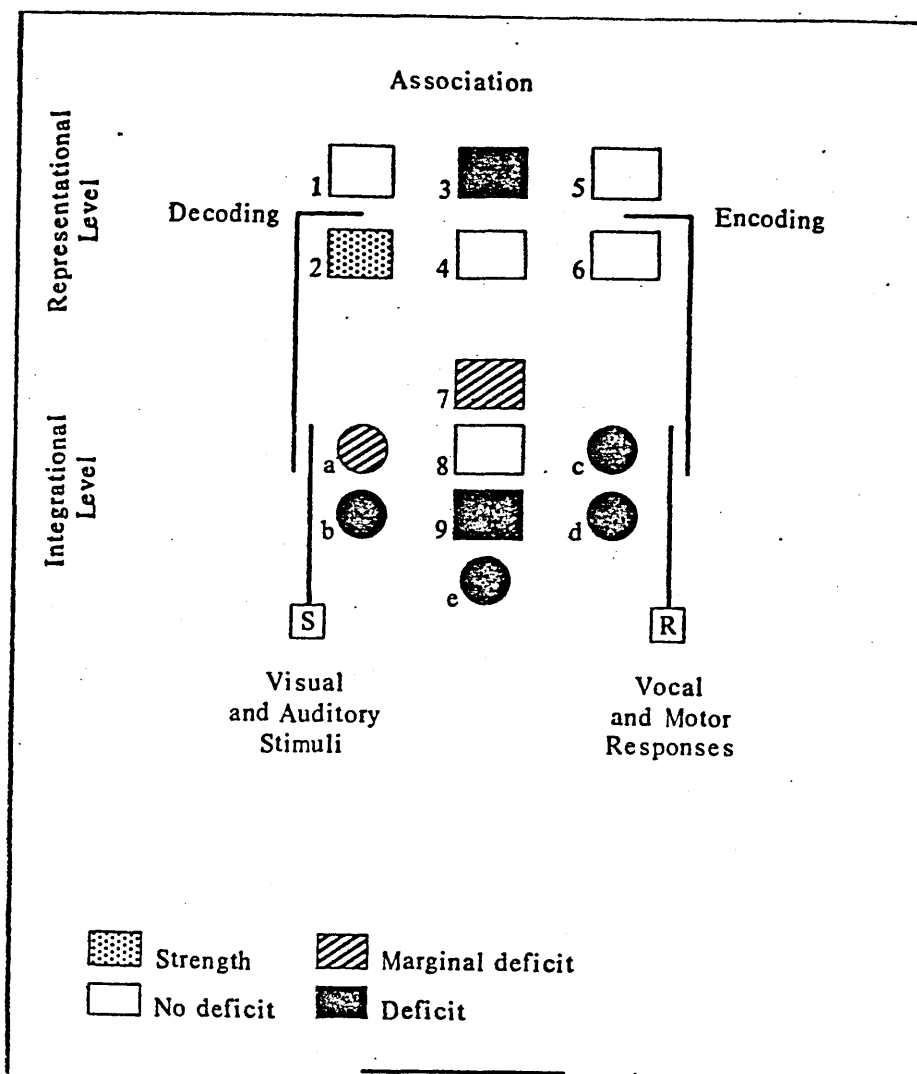 Association
Representational
Level
1
3
5
Decoding
Encoding
2
4
6
7
Integrational
Level
a
8
c
b
9
d
e
S
R
Visual
and Auditory
Stimuli
Vocal
and Motor
Responses
Strength
Marginal deficit
No deficit
Deficit